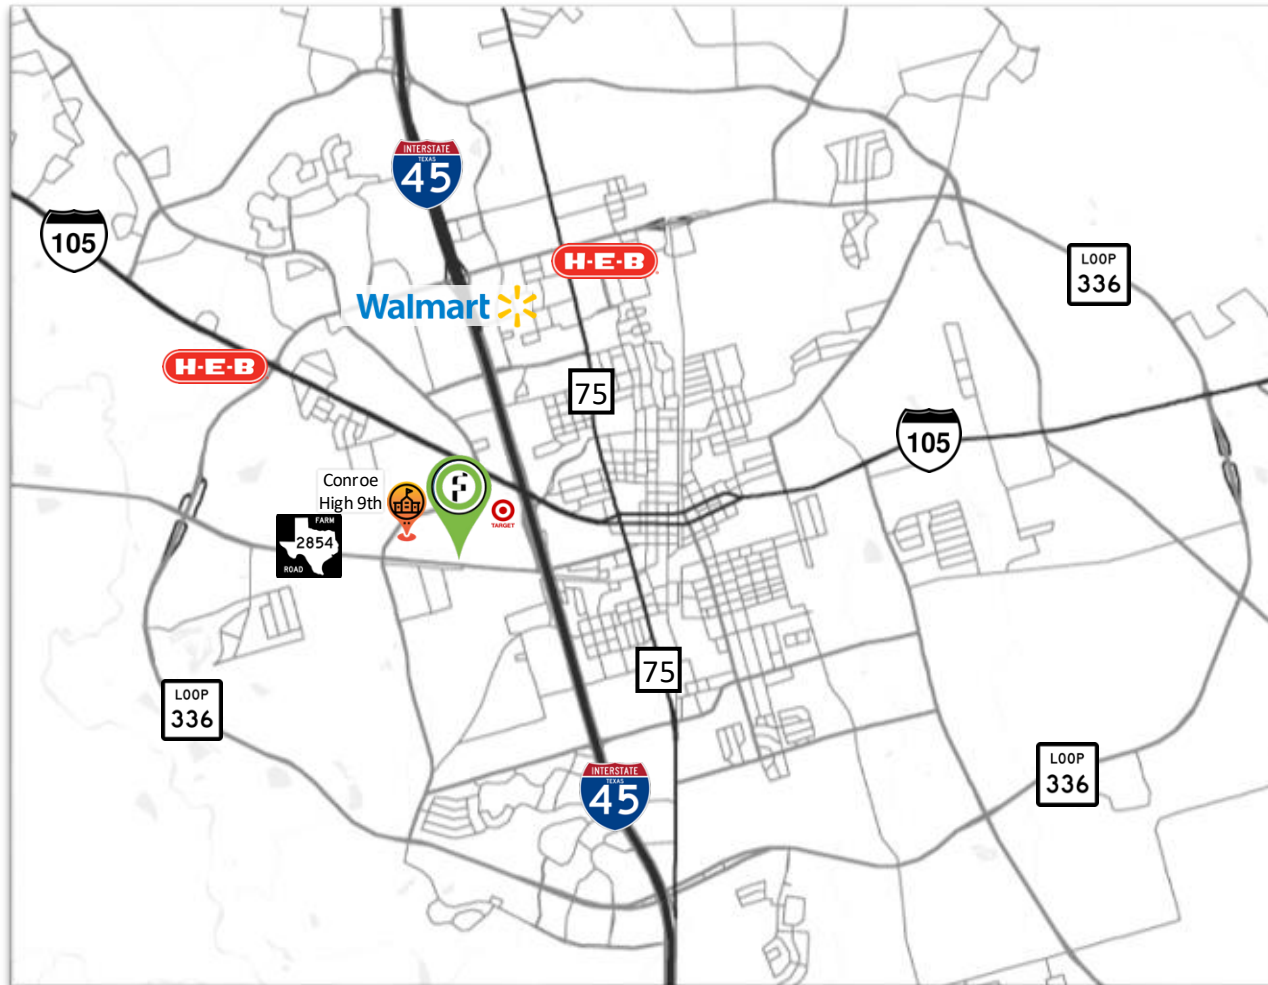 INTERSTATE
TEXAS
45
105
H-E-B
LOOP
336
Walmart
H-E-B
75
105
Conroe
High 9th
F
TARGET
FARM
2854
ROAD
75
LOOP
336
LOOP
336
INTERSTATE
TEXAS
45